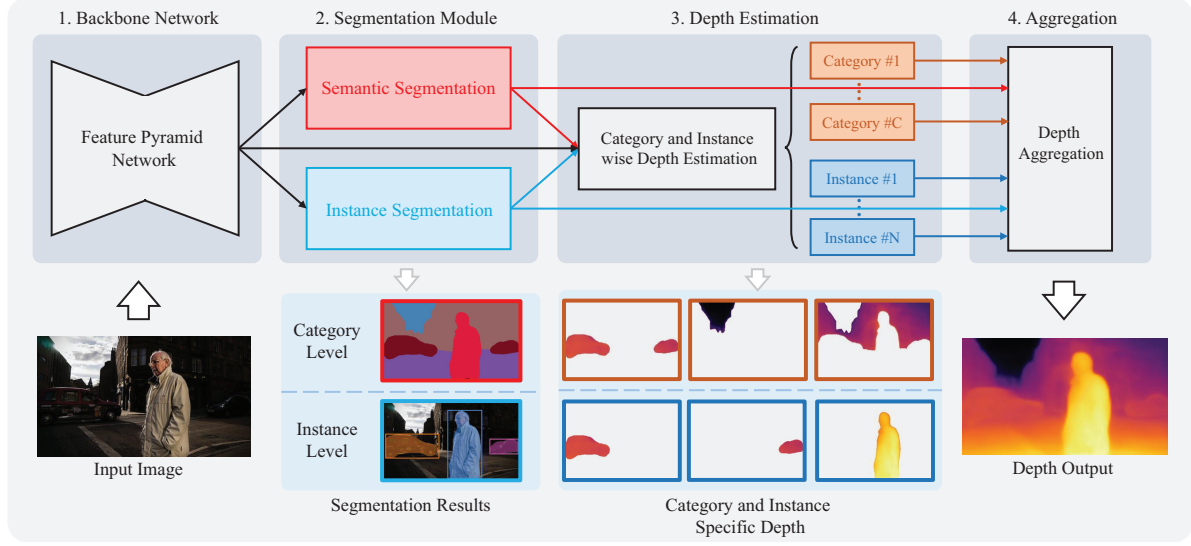 1. Backbone Network
2. Segmentation Module
3. Depth Estimation
4. Aggregation
Feature Pyramid
Network
Semantic Segmentation
Instance Segmentation
Category and Instance
wise Depth Estimation
Category #1
Category #C
Instance #1
Instance #N
Depth
Aggregation
Input Image
Category
Level
Instance
Level
Segmentation Results
Category and Instance
Specific Depth
Depth Output